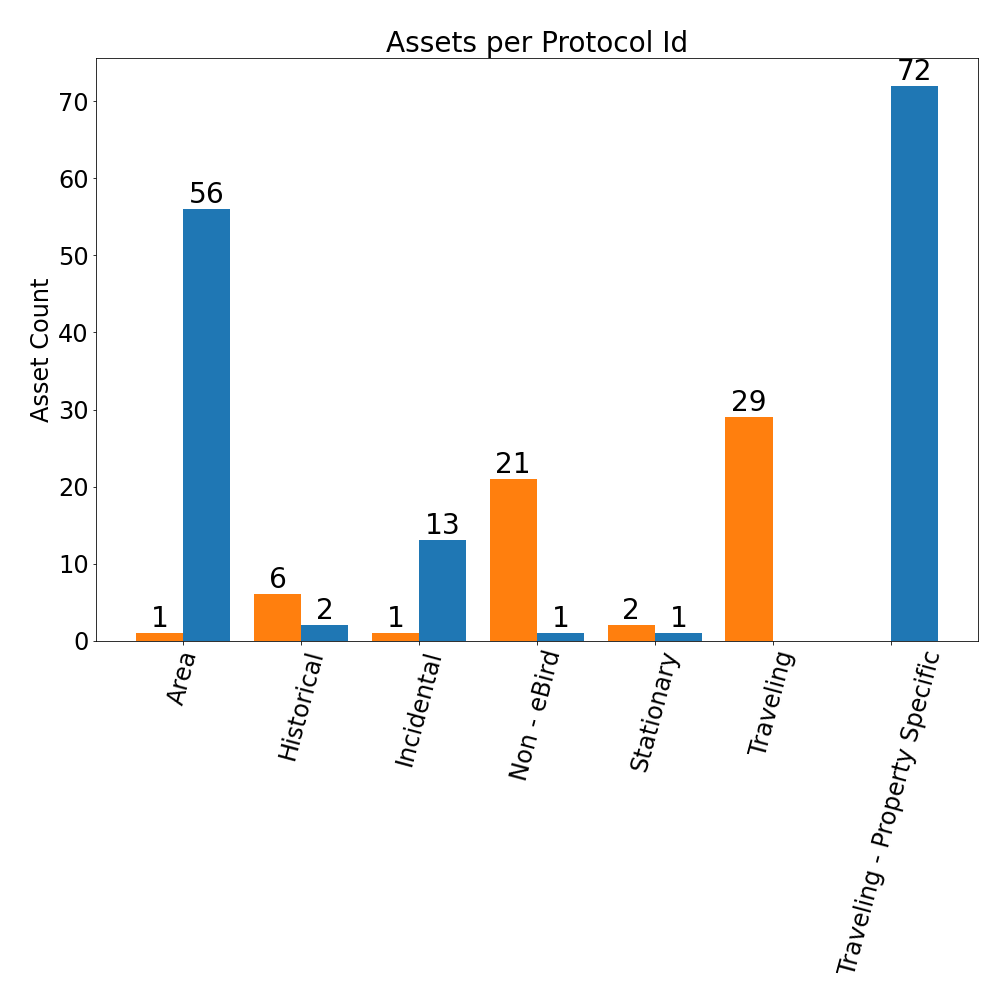 Assets per Protocol Id
Asset Count
70
60
50
40
30
20
10
0
1
56
6
2
1
13
21
1
2
1
29
72
Area
Historical
Incidental
Non - eBird
Stationary
Traveling
Traveling - Property Specific